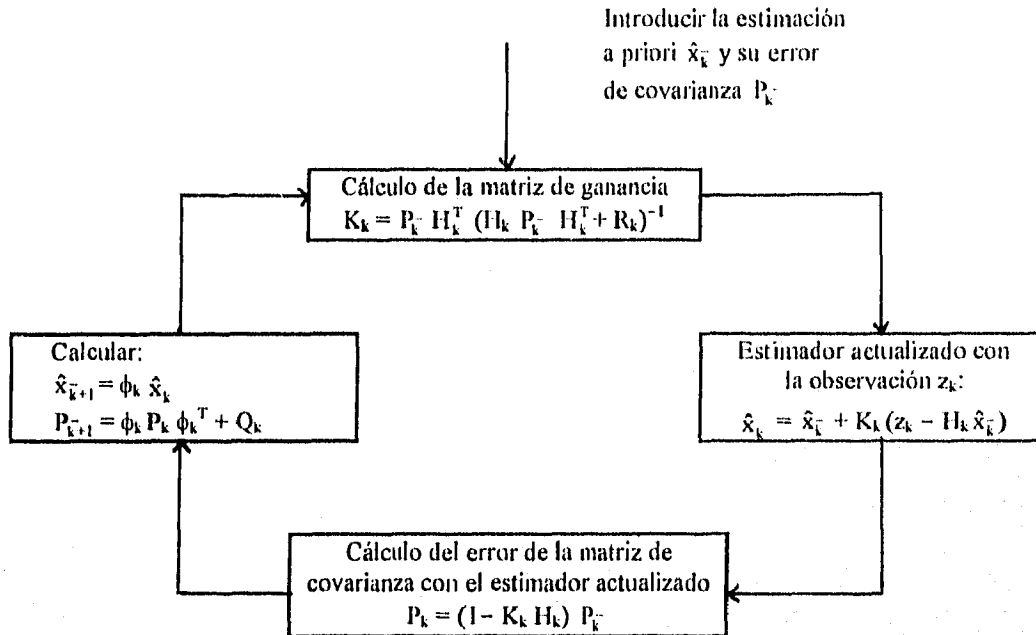 Introducir la estimación
a priori x̂ₖ⁻ y su error
de covarianza Pₖ⁻
Cálculo de la matriz de ganancia
Kₖ = Pₖ⁻ Hₖᵀ (Hₖ Pₖ⁻ Hₖᵀ + Rₖ)⁻¹
Estimador actualizado con
la observación zₖ:
x̂ₖ = x̂ₖ⁻ + Kₖ (zₖ − Hₖ x̂ₖ⁻)
Cálculo del error de la matriz de
covarianza con el estimador actualizado
Pₖ = (1− Kₖ Hₖ) Pₖ⁻
Calcular:
x̂ₖ₊₁⁻ = ϕₖ x̂ₖ
Pₖ₊₁⁻ = ϕₖ Pₖ ϕₖᵀ + Qₖ